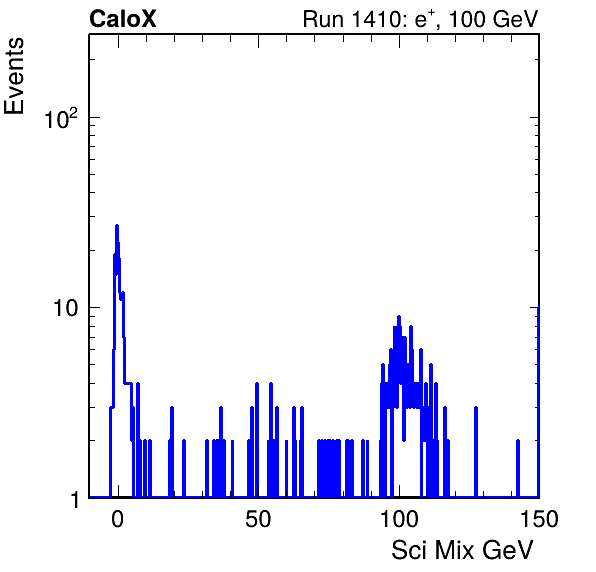 CaloX Run 1410: e⁺, 100 GeV
Events
10²
10
1
0 50 100 150
Sci Mix GeV